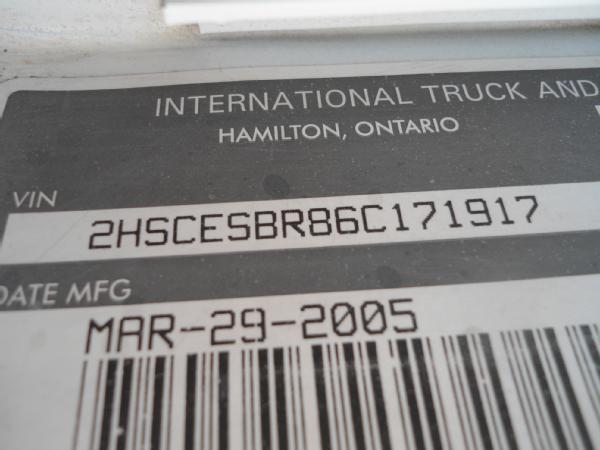 INTERNATIONAL TRUCK AND
HAMILTON, ONTARIO
VIN
2HSCESBR86C171917
DATE MFG
MAR-29-2005